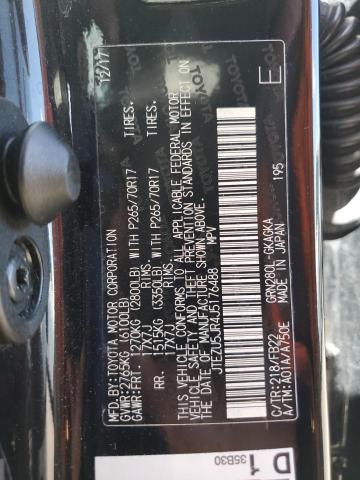 MFD.BY:TOYOTA MOTOR CORPORATION 12/17
GVWR:2765KG(6100LB)
GAWR:FRT. 1270KG (2800LB) WITH P265/70R17 TIRES.
17X7J RIMS.
RR. 1515KG (3350LB) WITH P265/70R17 TIRES.
17X7J RIMS.
THIS VEHICLE CONFORMS TO ALL APPLICABLE FEDERAL MOTOR
VEHICLE SAFETY AND THEFT PREVENTION STANDARDS IN EFFECT
ON THE DATE OF MANUFACTURE SHOWN ABOVE.
JTEZU5JR4J5176488 MPV
E
C/TR:218/FB22 GRN280L-GKAGKA
A/TM:A01A/A750E MADE IN JAPAN 195
TOYOTA
35B30